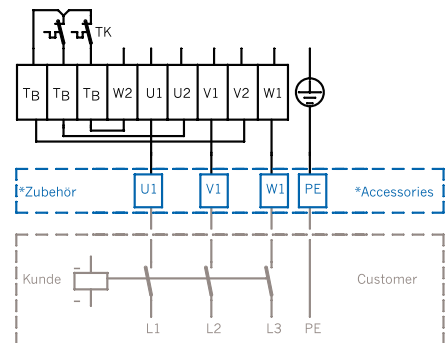 TK
TB TB TB W2 U1 U2 V1 V2 W1
*Zubehör U1 V1 W1 PE *Accessories
Kunde Customer
L1 L2 L3 PE